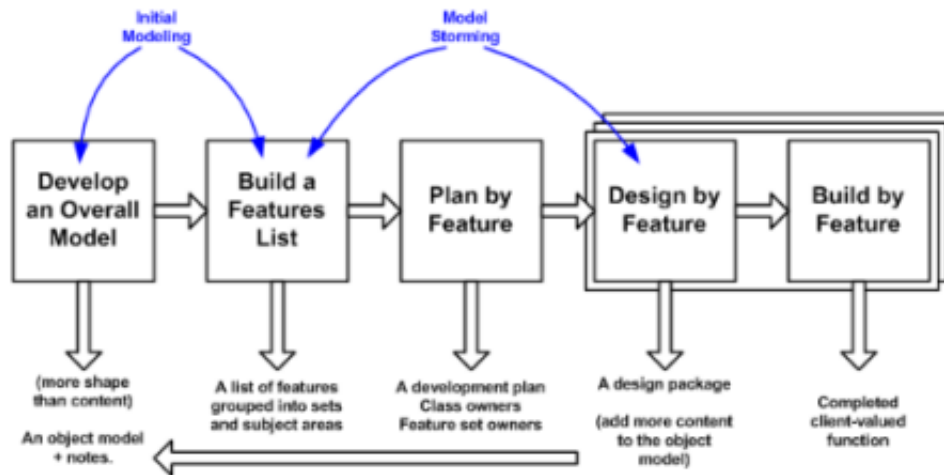 Initial
Modeling
Model
Storming
Develop
an Overall
Model
Build a
Features
List
Plan by
Feature
Design by
Feature
Build by
Feature
(more shape
than content)
An object model
+ notes.
A list of features
grouped into sets
and subject areas
A development plan
Class owners
Feature set owners
A design package
(add more content
to the object
model)
Completed
client-valued
function